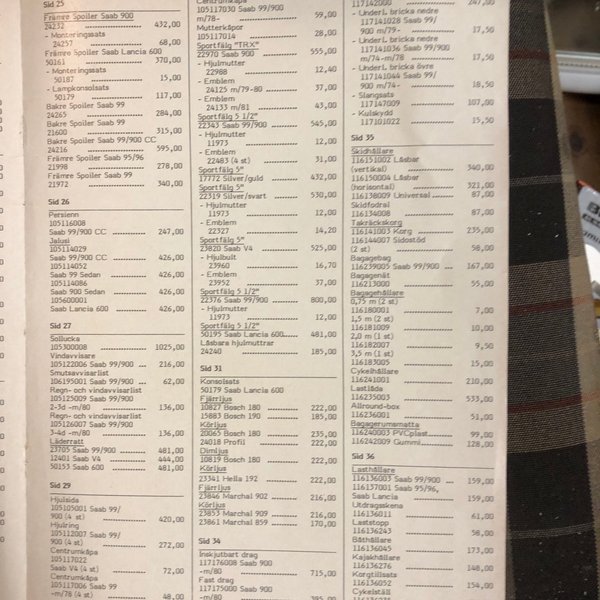 Sid 25
Främre Spoiler Saab 900
24232 432,00
- Monteringssats
24257 68,00
Främre Spoiler Saab Lancia 600
50161 370,00
- Monteringssats
50187 15,00
- Lampkonsolsats
50179 117,00
Bakre Spoiler Saab 99
24265 284,00
Bakre Spoiler Saab 99
21600 315,00
Bakre Spoiler Saab 99/900 CC
24216 595,00
Främre Spoiler Saab 95/96
21998 278,00
Främre Spoiler Saab 99
21972 340,00
Sid 26
Persienn
105116008
Saab 99/900 CC 247,00
Jalusi
105114029
Saab 99/900 CC 426,00
105114052
Saab 99 Sedan 426,00
105114086
Saab 900 Sedan 426,00
105600001
Saab Lancia 600 426,00
Sid 27
Sollucka
105300008 1025,00
Vindavvisare
105122006 Saab 99/900 ... 216,00
Smutsavvisarlist
106195001 Saab 99/900 ... 62,00
Regn- och vindavvisarlist
105125009 Saab 99/900
2-3d -m/80 136,00
Regn- och vindavvisarlist
105126007 Saab 99/900
3-4d -m/80 136,00
Läderratt
23705 Saab 99/900 481,00
12401 Saab V4 444,00
50153 Saab 600 481,00
Sid 29
Hjulsida
105105001 Saab 99/
900 (4 st) 420,00
Hjulring
105112007 Saab 99/
900 (4 st) 272,00
Centrumkåpa
105117022
Saab V4 (4 st) 72,00
Centrumkåpa
105117006 Saab 99
-m/78 (4 st) 48,00
Centrumkåpa
105117030 Saab 99/900
m/78- 59,00
Mutterkåpor
105117014 28,00
Sportfälg "TRX"
22970 Saab 900 555,00
- Hjulmutter
22988 12,40
- Emblem
24125 m/79-80 37,00
- Emblem
24133 m/81 43,00
Sportfälg 5 1/2"
22343 Saab 99/900 545,00
- Hjulmutter
11973 12,00
- Emblem
22483 (4 st) 31,00
Sportfälg 5"
17772 Silver/guld 432,00
Sportfälg 5"
22319 Silver/svart 530,00
- Hjulmutter
11973 12,00
- Emblem
22327 14,20
Sportfälg 5"
23820 Saab V4 525,00
- Hjulbult
23960 16,70
- Emblem
23952 37,00
Sportfälg 5 1/2"
22376 Saab 99/900 800,00
- Hjulmutter
11973 12,00
Sportfälg 5 1/2"
50195 Saab Lancia 600...... 481,00
Låsbara hjulmuttrar
24240 185,00
Sid 31
Konsolsats
50179 Saab Lancia 600
Fjärrljus
10827 Bosch 180 222,00
15883 Bosch 190 185,00
Körljus
20065 Bosch 180 235,00
24018 Profil 222,00
Dimljus
10819 Bosch 180 222,00
Körljus
23341 Hella 192 222,00
Fjärrljus
23846 Marchal 902 216,00
Körljus
23853 Marchal 909 216,00
23861 Marchal 859 170,00
Sid 34
Inskjutbart drag
117176008 Saab 900
-m/80 715,00
Fast drag
117175000 Saab 900
117142000 247,00
- Underl bricka nedre
117141028 Saab 99/
900 m/79- 17,50
- Underl bricka nedre
117141036 Saab 99/900
m/74-m/78 17,50
- Underl bricka övre
117141044 Saab 99/
900 m/74- 18,50
- Slangsats
117147009 107,00
- Kulskydd
117101022 15,50
Sid 35
Skidhållare
116151002 Låsbar
(vertikal) 340,00
116150004 Låsbar
(horisontal) 321,00
116138009 Universal 87,00
Skidfodral
116134008 87,00
Takräckskorg
116141003 Korg 235,00
116144007 Sidostöd
(2 st) 58,00
Bagagebag
116239005 Saab 99/900 ... 167,00
Bagagenät
116213000 55,00
Bagagehållare
0,75 m (2 st)
116180001 7,00
1,5 m (2 st)
116181009 10,00
2,0 m (1 st)
116182007 9,50
3,5 m (1 st)
116183005 15,00
Cykelhållare
116241001 210,00
Lastlåda
116235003 533,00
Allround-box
116236001 51,00
Bagagerumsmatta
116240003 PVCplast 99,00
116242009 Gummi 128,00
Sid 36
Lasthållare
116136003 Saab 99/900 ... 159,00
116137001 Saab 95/96,
Saab Lancia 159,00
Utdragsskena
116136011 61,00
Laststopp
116136243 58,00
Båthållare
116136045 173,00
Kajakhållare
116136276 148,00
Korgtillsats
116136052 154,00
Cykelställ